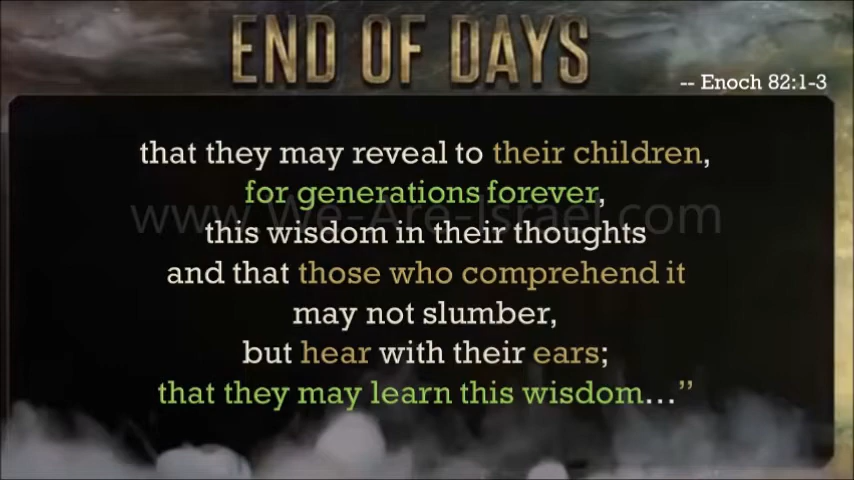 END OF DAYS
-- Enoch 82:1-3
that they may reveal to their children,
for generations forever,
www.We-Are-Israel.com
this wisdom in their thoughts
and that those who comprehend it
may not slumber,
but hear with their ears;
that they may learn this wisdom…”